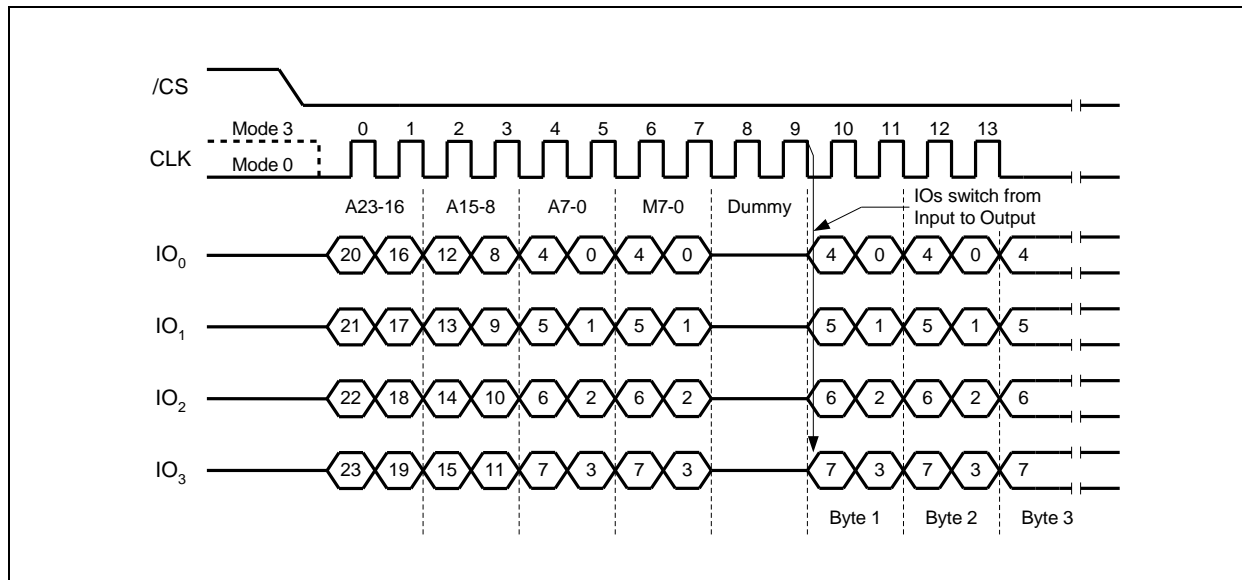 /CS
Mode 3 0 1 2 3 4 5 6 7 8 9 10 11 12 13
CLK
Mode 0
A23-16 A15-8 A7-0 M7-0 Dummy
IOs switch from
Input to Output
IO0 20 16 12 8 4 0 4 0 4 0 4 0 4
IO1 21 17 13 9 5 1 5 1 5 1 5 1 5
IO2 22 18 14 10 6 2 6 2 6 2 6 2 6
IO3 23 19 15 11 7 3 7 3 7 3 7 3 7
Byte 1 Byte 2 Byte 3